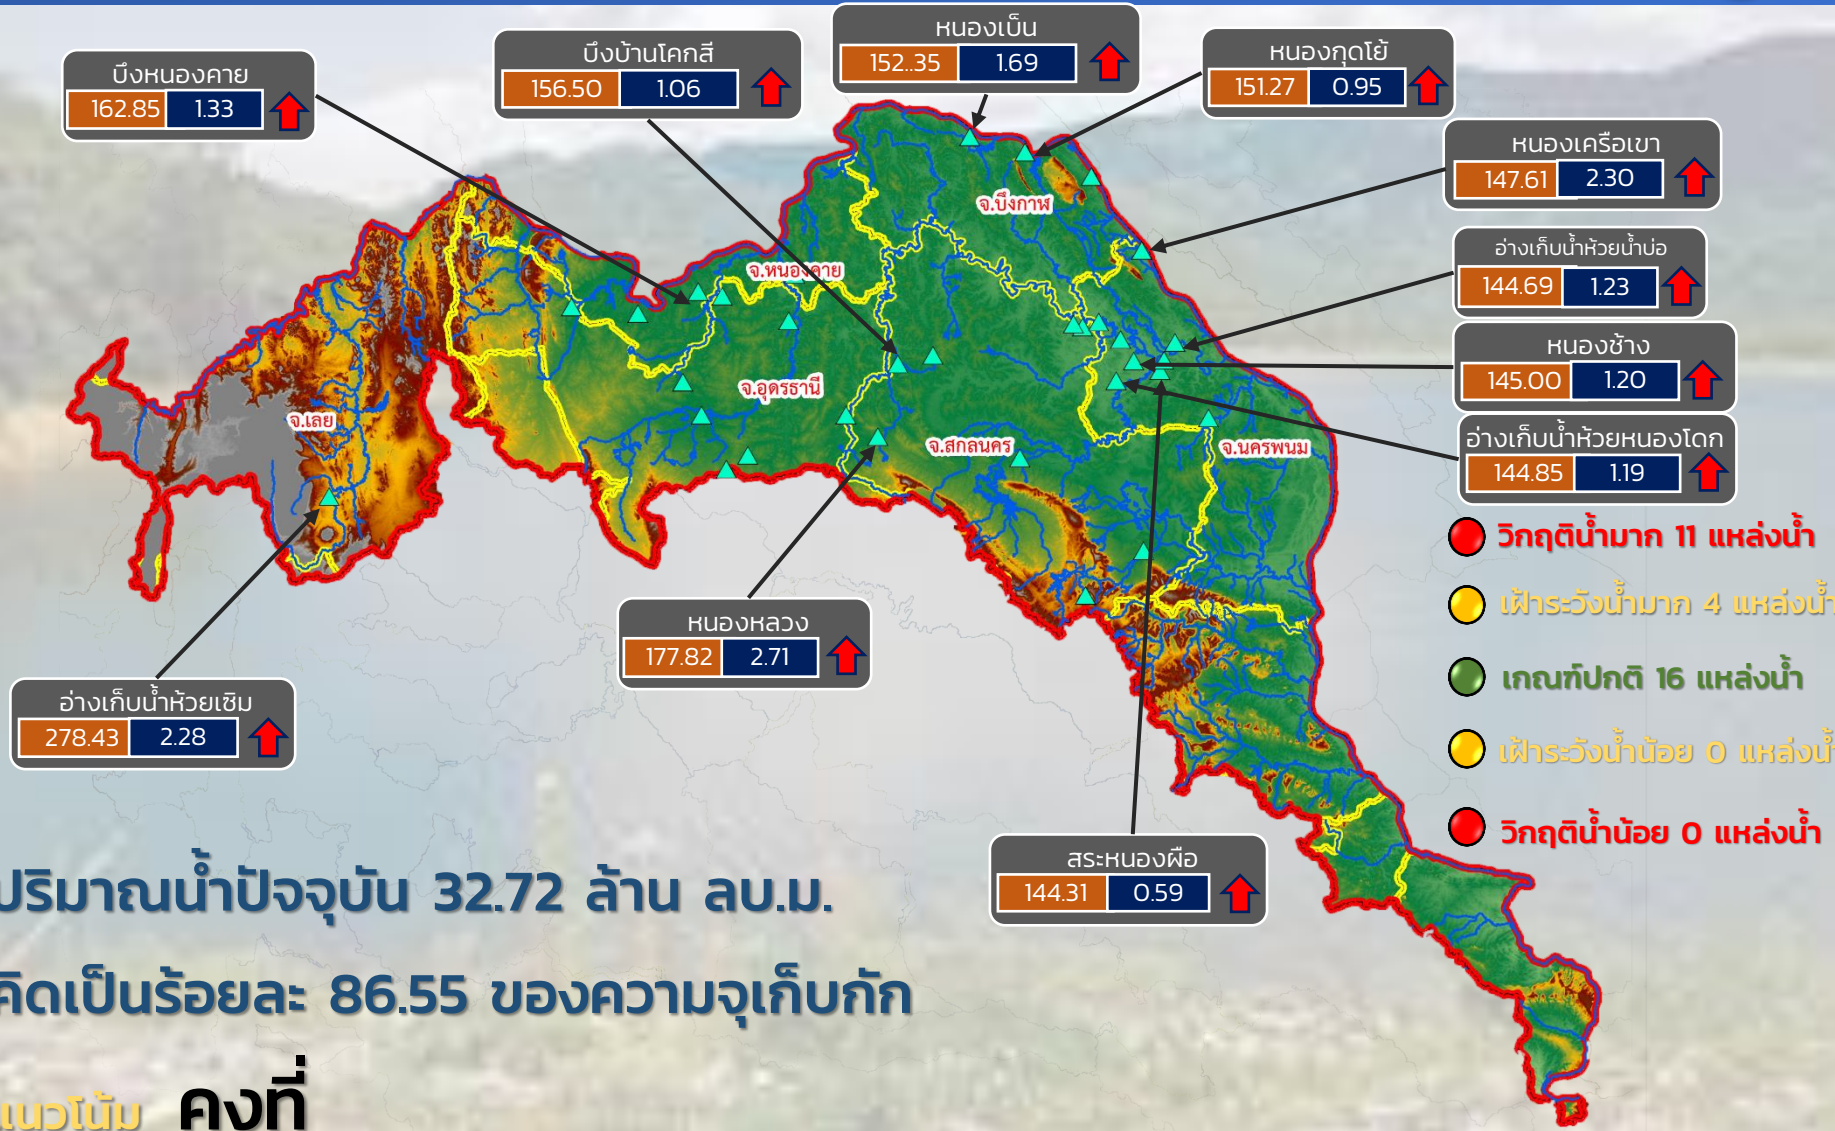 บึงหนองคาย
162.85 1.33
บึงบ้านโคกสี
156.50 1.06
หนองเบ็น
152..35 1.69
หนองกุดโย้
151.27 0.95
หนองเครือเขา
147.61 2.30
อ่างเก็บน้ำห้วยน้ำบ่อ
144.69 1.23
หนองช้าง
145.00 1.20
อ่างเก็บน้ำห้วยหนองโดก
144.85 1.19
จ.บึงกาฬ
จ.หนองคาย
จ.อุดรธานี
จ.เลย
จ.สกลนคร
จ.นครพนม
หนองหลวง
177.82 2.71
อ่างเก็บน้ำห้วยเซิม
278.43 2.28
สระหนองผือ
144.31 0.59
วิกฤติน้ำมาก 11 แหล่งน้ำ
เฝ้าระวังน้ำมาก 4 แหล่งน้ำ
เกณฑ์ปกติ 16 แหล่งน้ำ
เฝ้าระวังน้ำน้อย 0 แหล่งน้ำ
วิกฤติน้ำน้อย 0 แหล่งน้ำ
ปริมาณน้ำปัจจุบัน 32.72 ล้าน ลบ.ม.
คิดเป็นร้อยละ 86.55 ของความจุเก็บกัก
แนวโน้ม คงที่